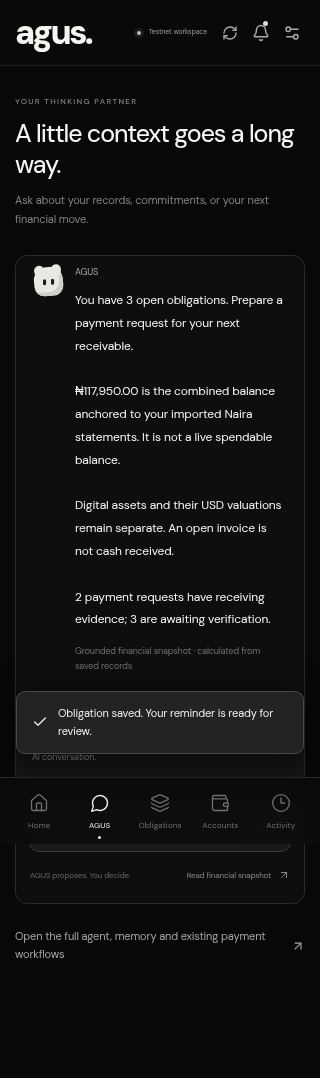 agus.
Testnet workspace
YOUR THINKING PARTNER
A little context goes a long
way.
Ask about your records, commitments, or your next
financial move.
AGUS
You have 3 open obligations. Prepare a
payment request for your next
receivable.
₦117,950.00 is the combined balance
anchored to your imported Naira
statements. It is not a live spendable
balance.
Digital assets and their USD valuations
remain separate. An open invoice is
not cash received.
2 payment requests have receiving
evidence; 3 are awaiting verification.
Grounded financial snapshot · calculated from
saved records
Obligation saved. Your reminder is ready for
review.
AI conversation.
Home
AGUS
Obligations
Accounts
Activity
AGUS proposes. You decide.
Read financial snapshot
Open the full agent, memory and existing payment
workflows